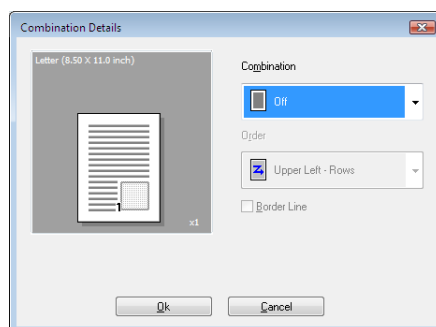 Combination Details
Letter (8.50 X 11.0 inch)
1
x1
Combination
Off
Order
Upper Left - Rows
Border Line
Ok
Cancel